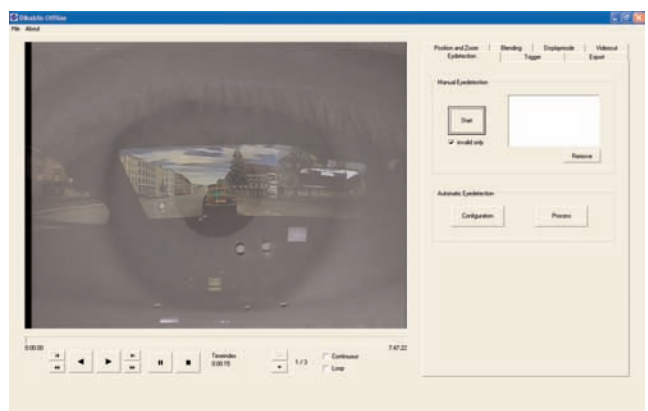 Dikablis Offline
File About
Position and Zoom Blending Displaymode Videocut
Eyedetection Trigger Export
Manual Eyedetection
Start
invalid only
Remove
Automatic Eyedetection
Configuration Process
0:00:00 7:47:22
Timeindex
0:00:15
1 / 3
Continuous
Loop